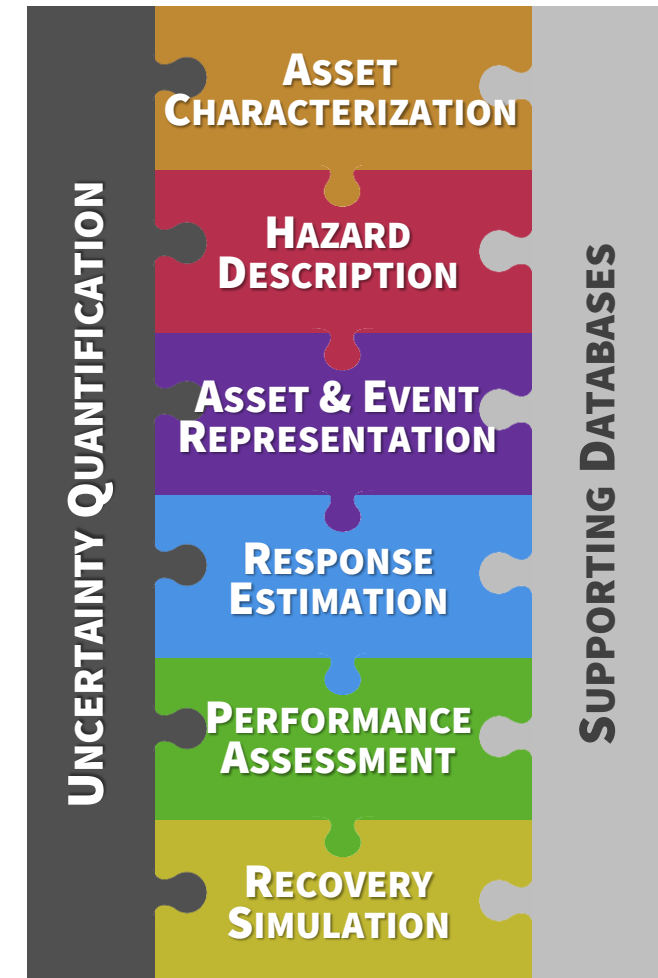 UNCERTAINTY QUANTIFICATION
ASSET
CHARACTERIZATION
HAZARD
DESCRIPTION
ASSET & EVENT
REPRESENTATION
RESPONSE
ESTIMATION
PERFORMANCE
ASSESSMENT
RECOVERY
SIMULATION
SUPPORTING DATABASES